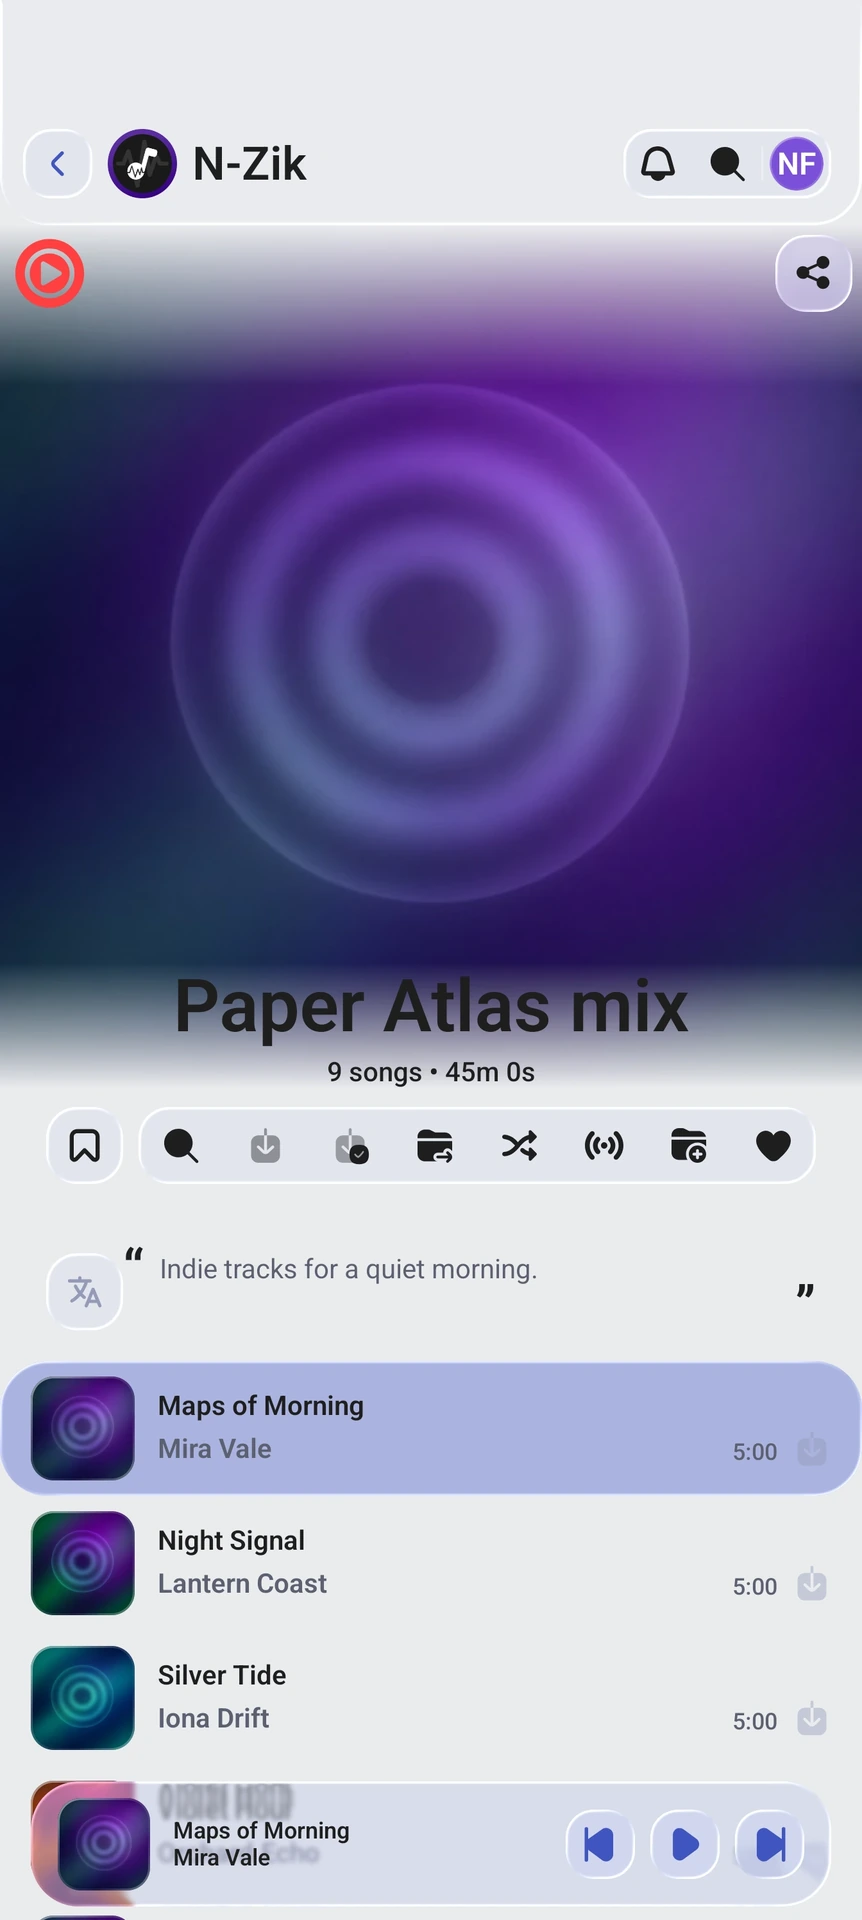 N-Zik
NF
Paper Atlas mix
9 songs • 45m 0s
“ Indie tracks for a quiet morning. ”
Maps of Morning
Mira Vale
5:00
Night Signal
Lantern Coast
5:00
Silver Tide
Iona Drift
5:00
Maps of Morning
Mira Vale